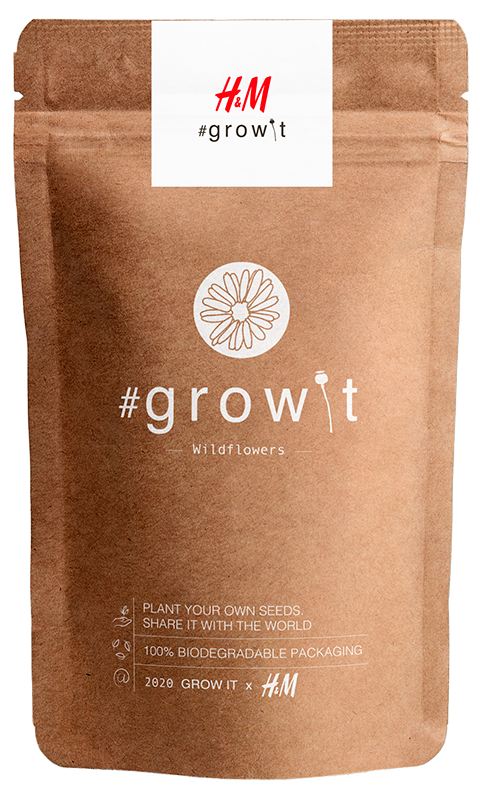 H&M
#growit
#growit
Wildflowers
PLANT YOUR OWN SEEDS.
SHARE IT WITH THE WORLD
100% BIODEGRADABLE PACKAGING
@ 2020 GROW IT x H&M